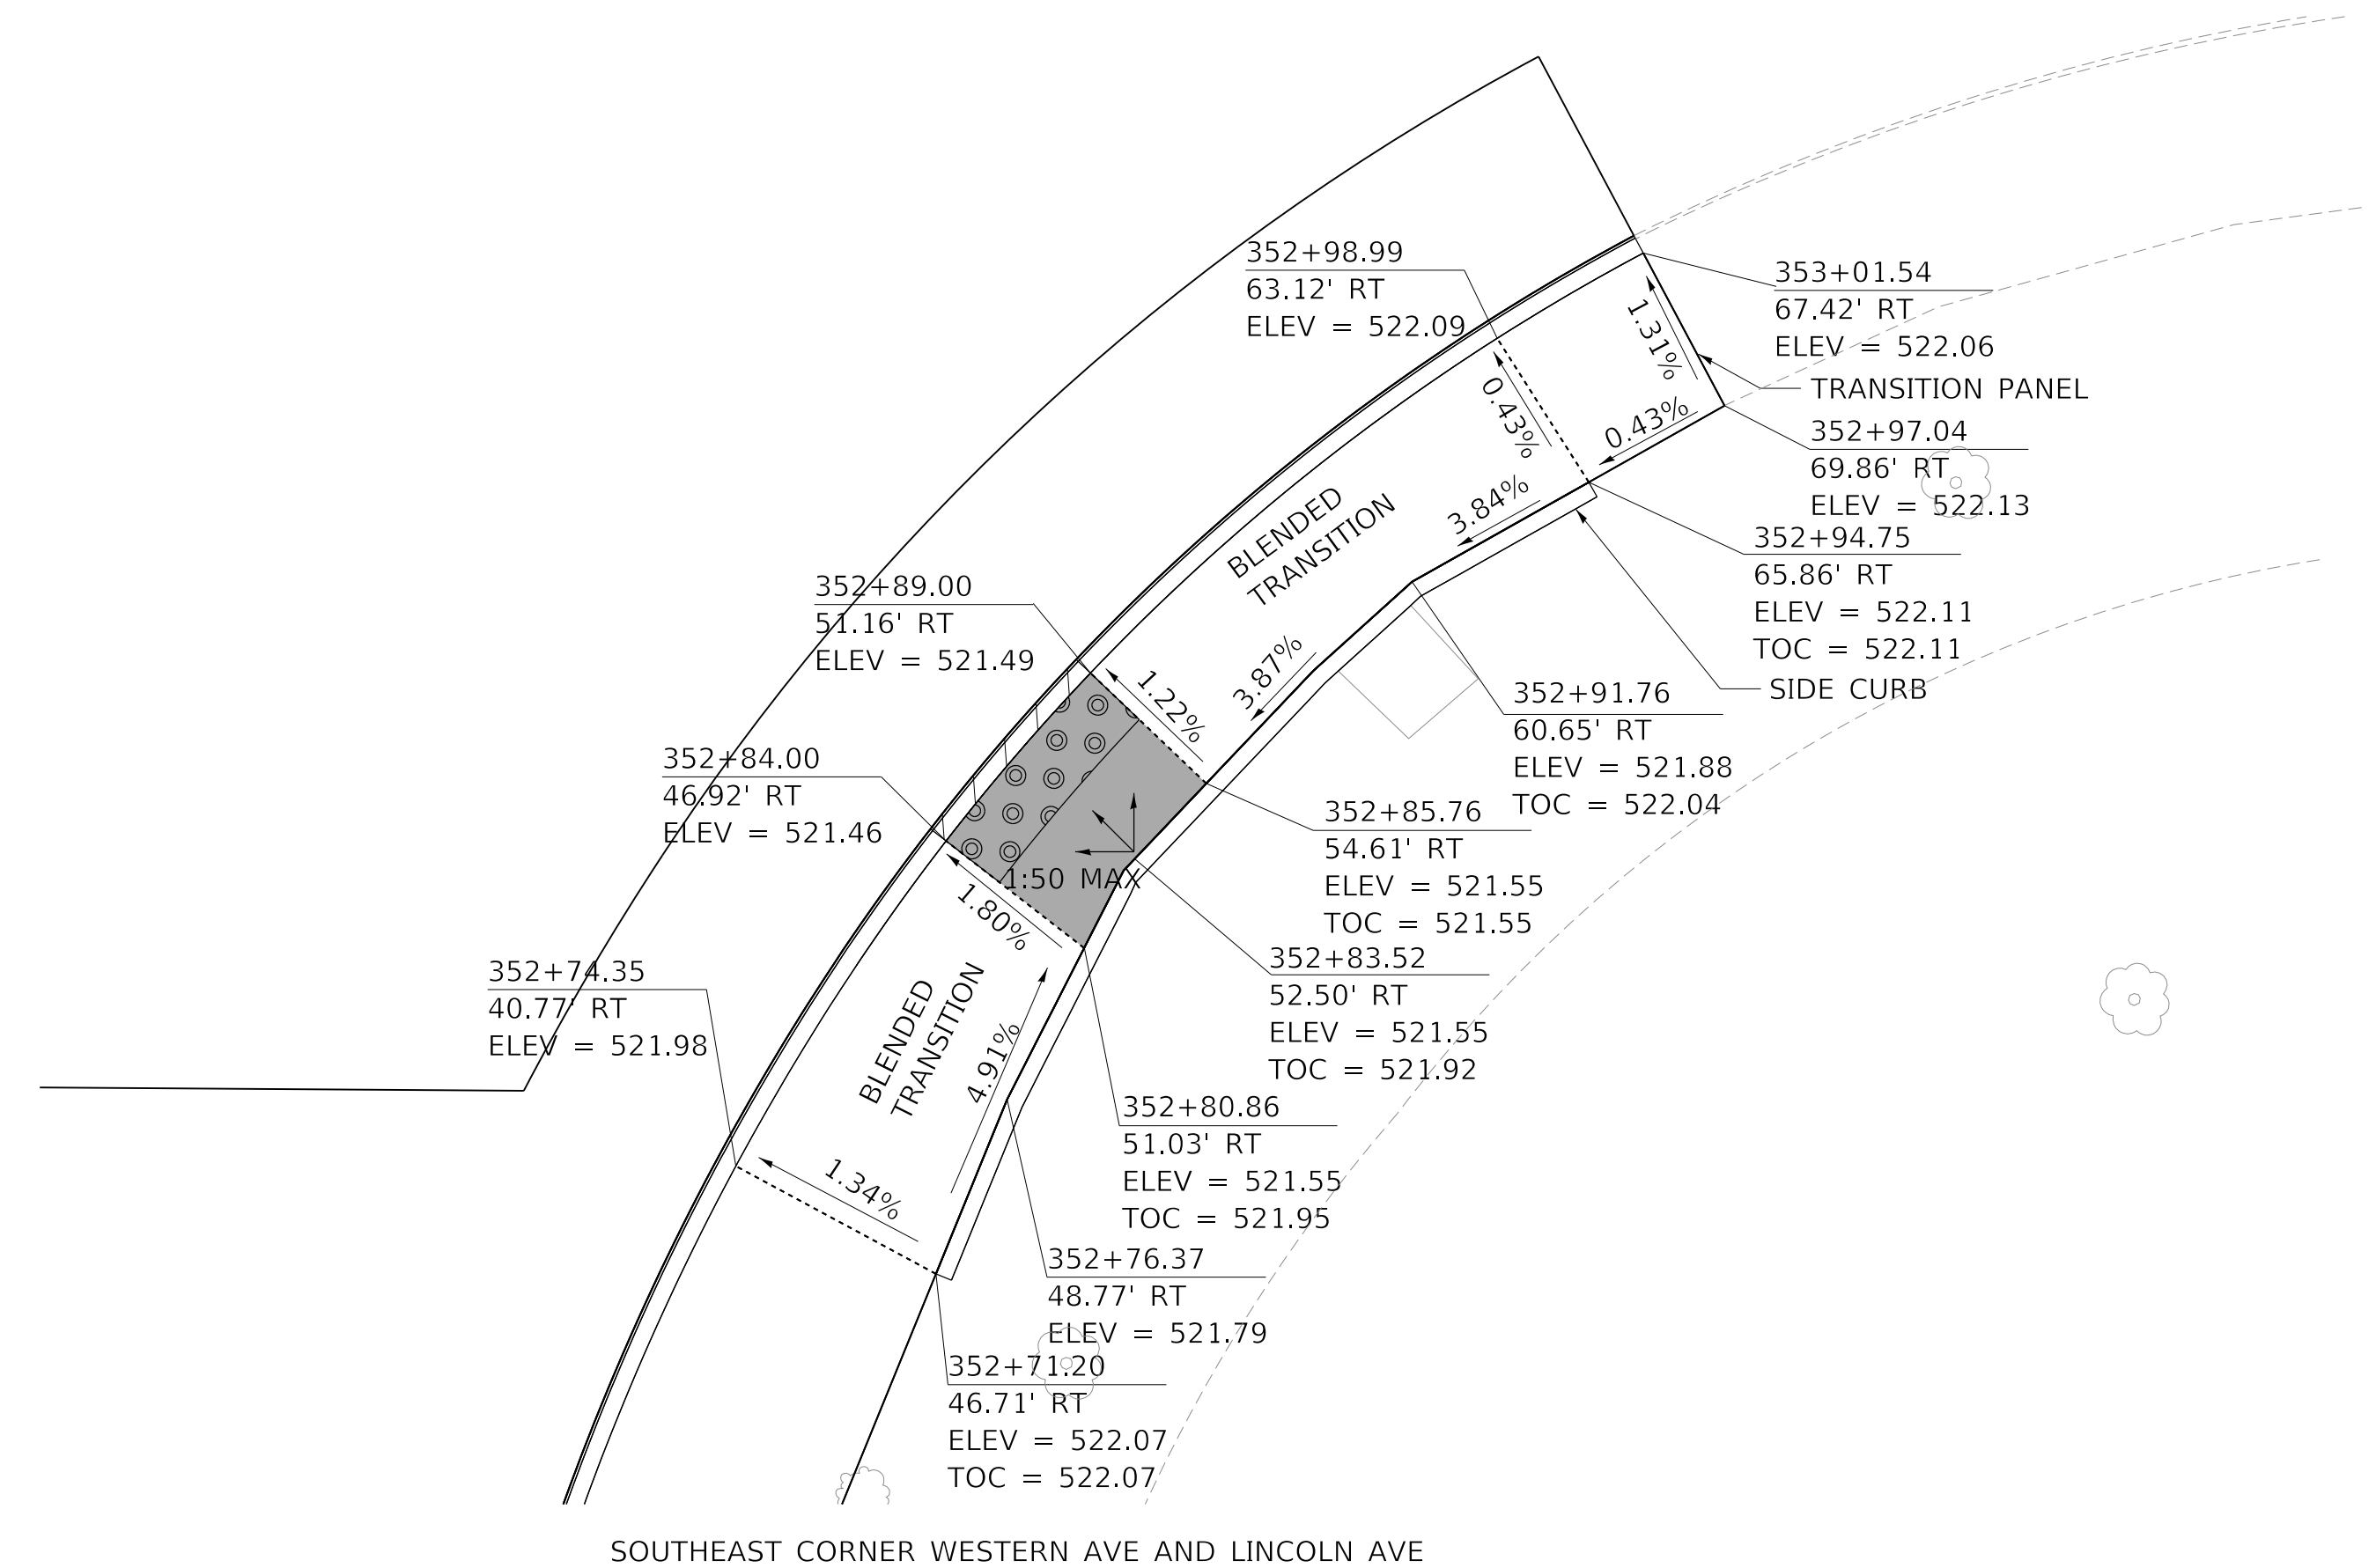 352+98.99
63.12' RT
ELEV = 522.09
353+01.54
67.42' RT
ELEV = 522.06
1.31%
TRANSITION PANEL
0.43%
0.43%
352+97.04
69.86' RT
ELEV = 522.13
3.84%
BLENDED
TRANSITION
352+94.75
65.86' RT
ELEV = 522.11
TOC = 522.11
SIDE CURB
352+89.00
51.16' RT
ELEV = 521.49
3.87%
1.22%
352+91.76
60.65' RT
ELEV = 521.88
TOC = 522.04
352+84.00
46.92' RT
ELEV = 521.46
352+85.76
54.61' RT
ELEV = 521.55
TOC = 521.55
1:50 MAX
1.80%
352+83.52
52.50' RT
ELEV = 521.55
TOC = 521.92
352+74.35
40.77' RT
ELEV = 521.98
BLENDED
TRANSITION
4.91%
352+80.86
51.03' RT
ELEV = 521.55
TOC = 521.95
1.34%
352+76.37
48.77' RT
ELEV = 521.79
352+71.20
46.71' RT
ELEV = 522.07
TOC = 522.07
SOUTHEAST CORNER WESTERN AVE AND LINCOLN AVE